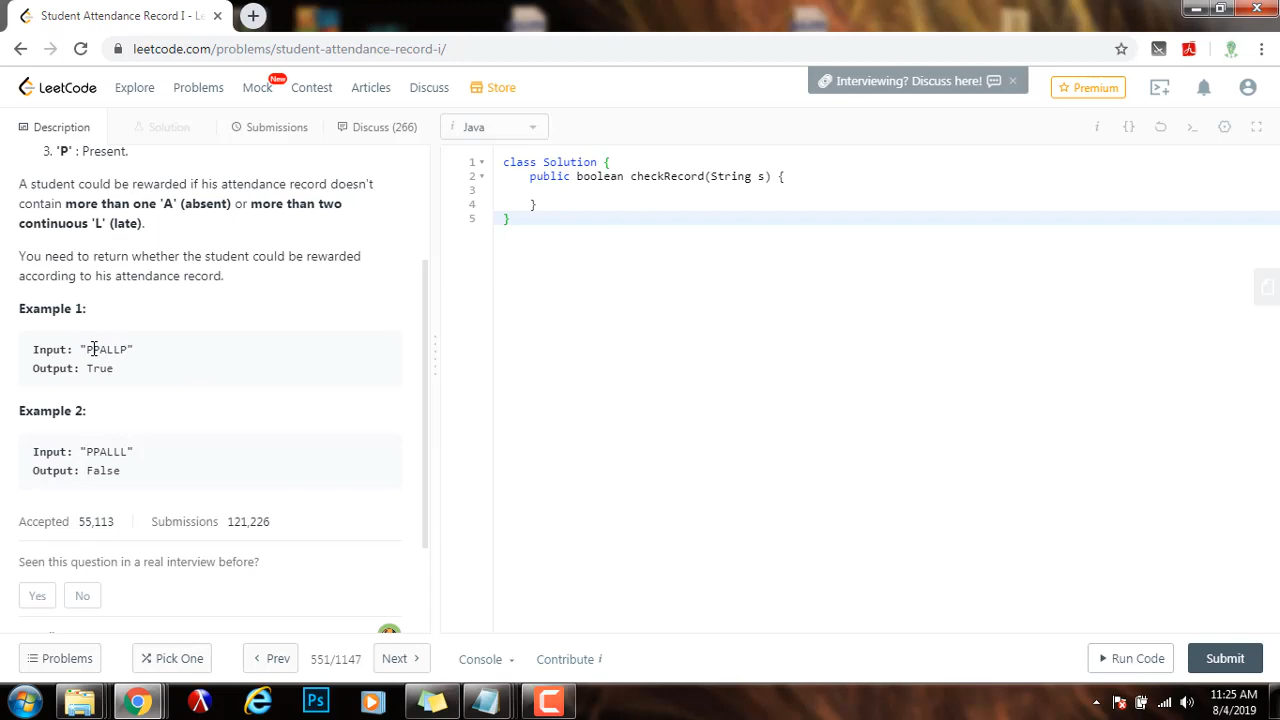 Student Attendance Record I - Le
leetcode.com/problems/student-attendance-record-i/
LeetCode
Explore
Problems
Mock
New
Contest
Articles
Discuss
Store
Interviewing? Discuss here!
Premium
Description
Solution
Submissions
Discuss (266)
i Java
3. 'P' : Present.
A student could be rewarded if his attendance record doesn't
contain more than one 'A' (absent) or more than two
continuous 'L' (late).
You need to return whether the student could be rewarded
according to his attendance record.
Example 1:
Input: "PPALLP"
Output: True
Example 2:
Input: "PPALLL"
Output: False
Accepted 55,113
Submissions 121,226
Seen this question in a real interview before?
Yes
No
1 class Solution {
2 public boolean checkRecord(String s) {
3
4 }
5 }
Problems
Pick One
Prev
551/1147
Next
Console
Contribute i
Run Code
Submit
Ps
11:25 AM
8/4/2019